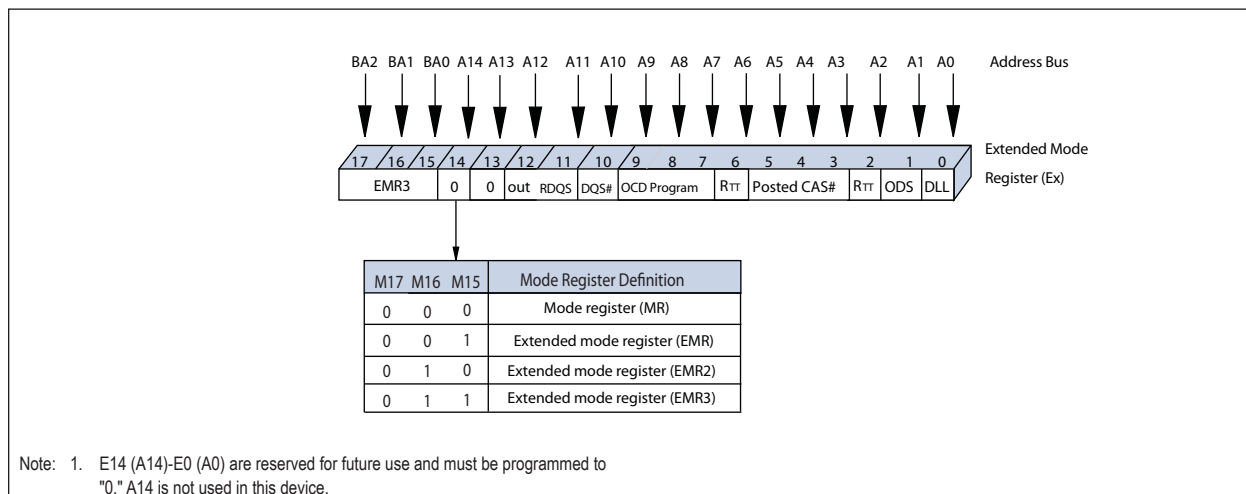 BA2 BA1 BA0 A14 A13 A12 A11 A10 A9 A8 A7 A6 A5 A4 A3 A2 A1 A0 Address Bus
17 16 15 14 13 12 11 10 9 8 7 6 5 4 3 2 1 0 Extended Mode
Register (Ex)
EMR3 0 0 out RDQS DQS# OCD Program RTT Posted CAS# RTT ODS DLL
M17 M16 M15 Mode Register Definition
0 0 0 Mode register (MR)
0 0 1 Extended mode register (EMR)
0 1 0 Extended mode register (EMR2)
0 1 1 Extended mode register (EMR3)
Note: 1. E14 (A14)-E0 (A0) are reserved for future use and must be programmed to
"0." A14 is not used in this device.